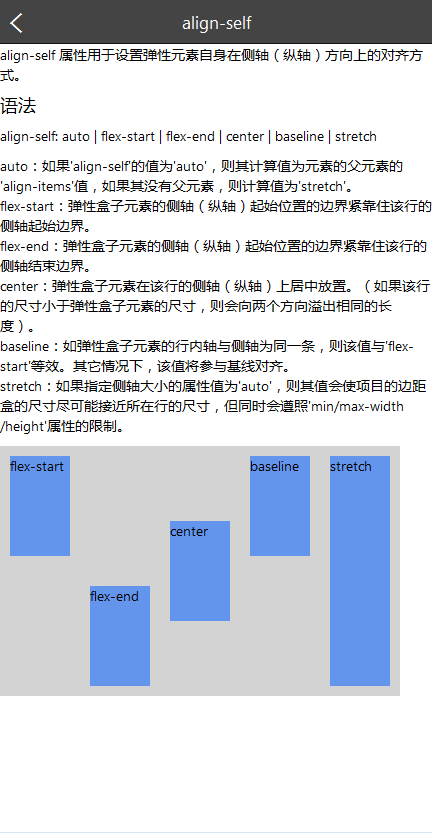 align-self
align-self 属性用于设置弹性元素自身在侧轴（纵轴）方向上的对齐方
式。
语法
align-self: auto | flex-start | flex-end | center | baseline | stretch
auto：如果'align-self'的值为'auto'，则其计算值为元素的父元素的
'align-items'值，如果其没有父元素，则计算值为'stretch'。
flex-start：弹性盒子元素的侧轴（纵轴）起始位置的边界紧靠住该行的
侧轴起始边界。
flex-end：弹性盒子元素的侧轴（纵轴）起始位置的边界紧靠住该行的
侧轴结束边界。
center：弹性盒子元素在该行的侧轴（纵轴）上居中放置。（如果该行
的尺寸小于弹性盒子元素的尺寸，则会向两个方向溢出相同的长
度）。
baseline：如弹性盒子元素的行内轴与侧轴为同一条，则该值与'flex-
start'等效。其它情况下，该值将参与基线对齐。
stretch：如果指定侧轴大小的属性值为'auto'，则其值会使项目的边距
盒的尺寸尽可能接近所在行的尺寸，但同时会遵照'min/max-width
/height'属性的限制。
flex-start
baseline
stretch
center
flex-end